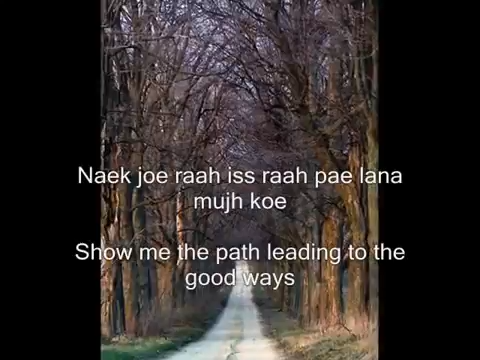 Naek joe raah iss raah pae lana
mujh koe
Show me the path leading to the
good ways